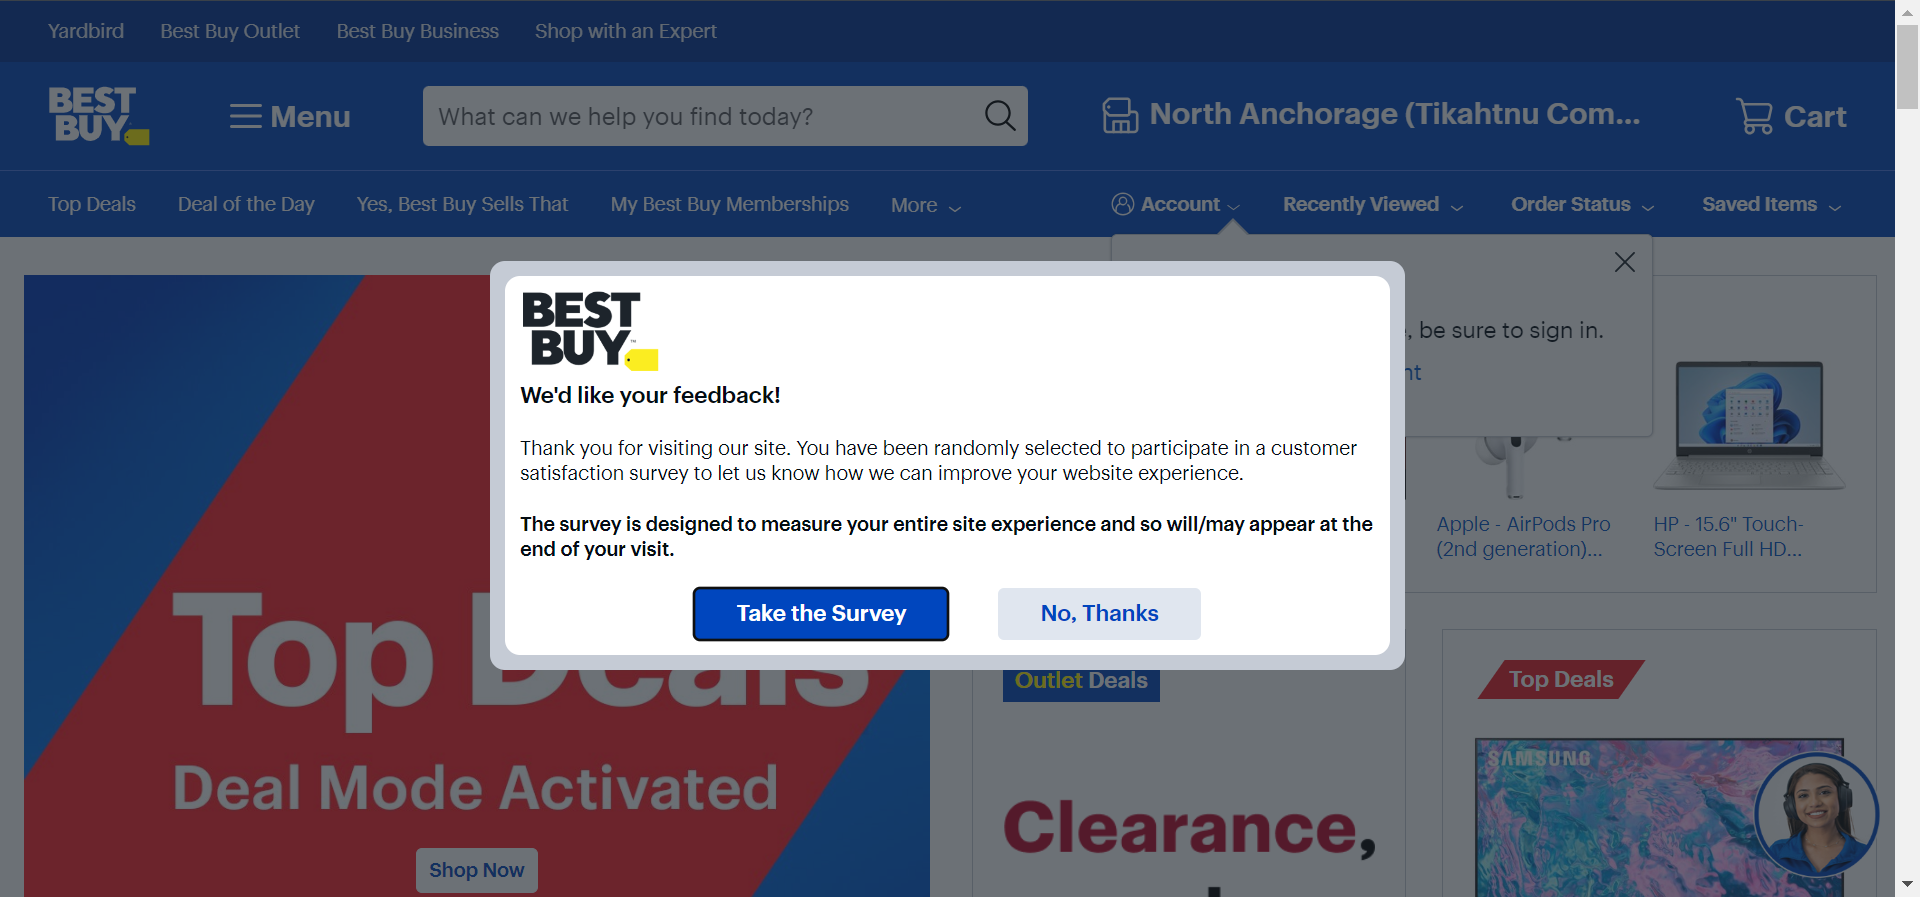 Yardbird
Best Buy Outlet
Best Buy Business
Shop with an Expert
BEST
BUY
Menu
What can we help you find today?
North Anchorage (Tikahtnu Com...
Cart
Top Deals
Deal of the Day
Yes, Best Buy Sells That
My Best Buy Memberships
More
Account
Recently Viewed
Order Status
Saved Items
BEST
BUY™
We'd like your feedback!
Thank you for visiting our site. You have been randomly selected to participate in a customer
satisfaction survey to let us know how we can improve your website experience.
The survey is designed to measure your entire site experience and so will/may appear at the
end of your visit.
Take the Survey
No, Thanks
, be sure to sign in.
nt
Apple - AirPods Pro
(2nd generation)...
HP - 15.6" Touch-
Screen Full HD...
Top Deals
Deal Mode Activated
Shop Now
Outlet Deals
Clearance,
Top Deals
SAMSUNG